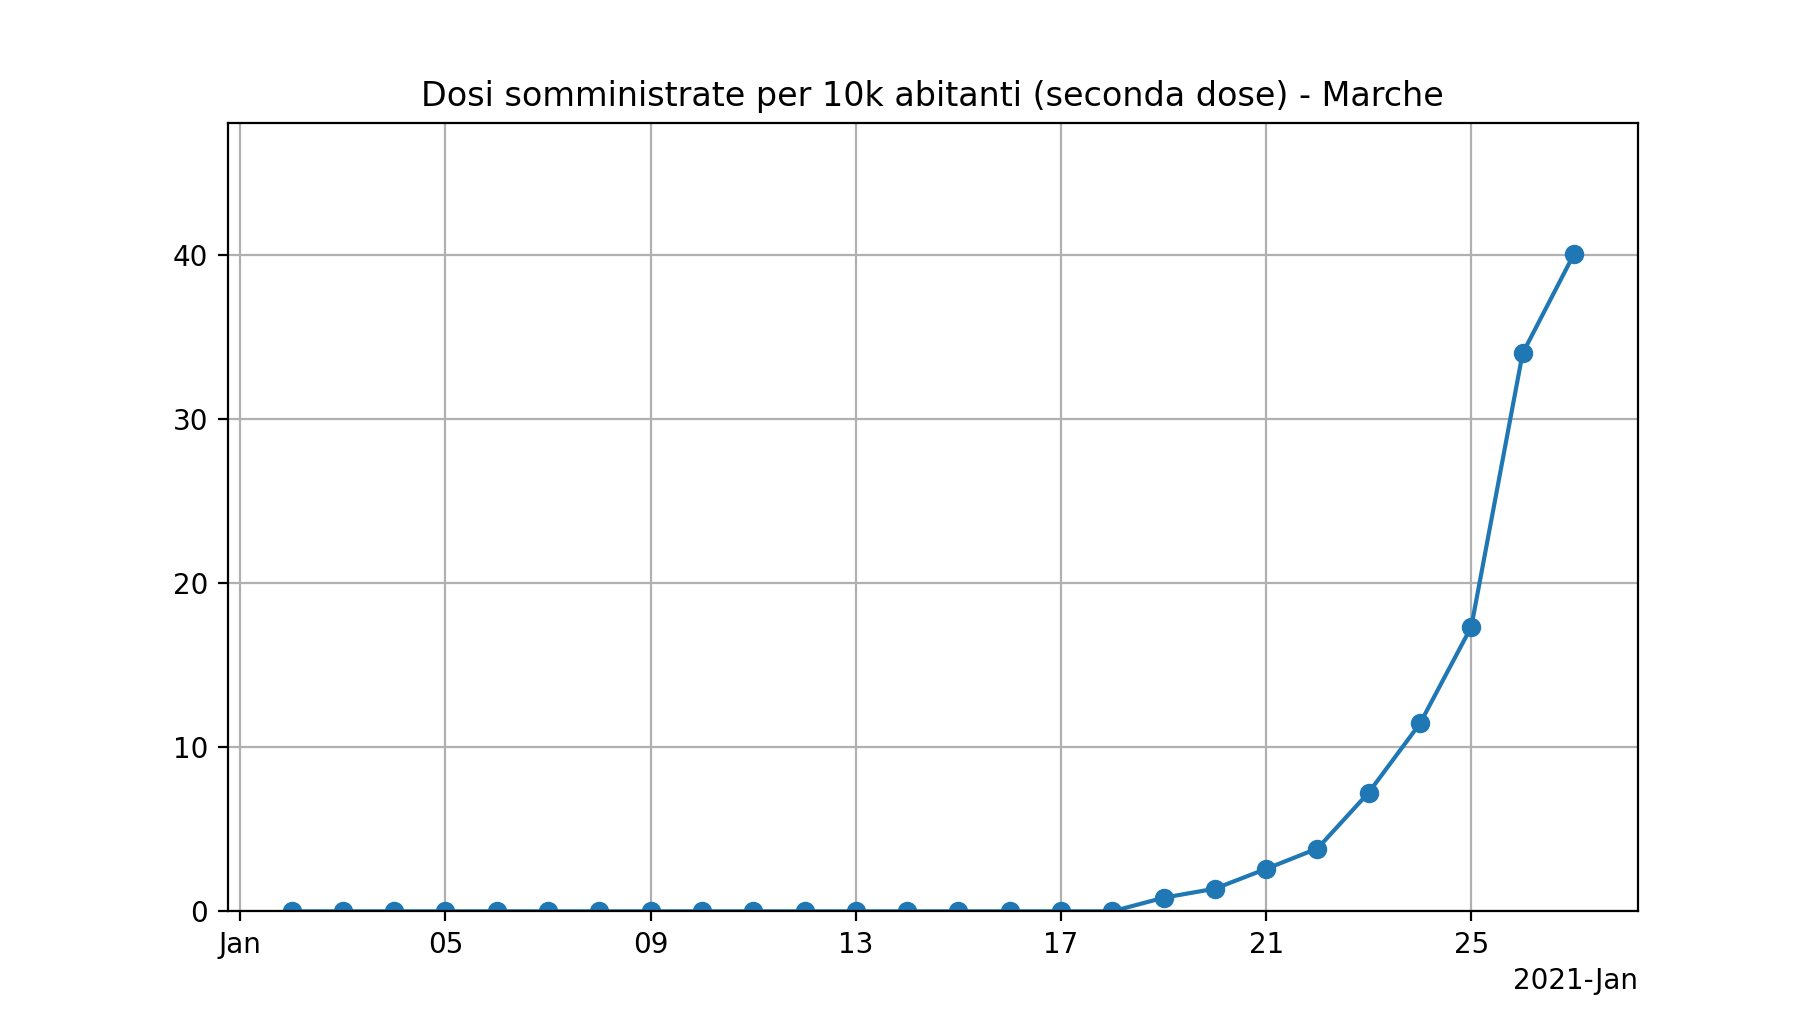 Dosi somministrate per 10k abitanti (seconda dose) - Marche
40
30
20
10
0
Jan 05 09 13 17 21 25
2021-Jan